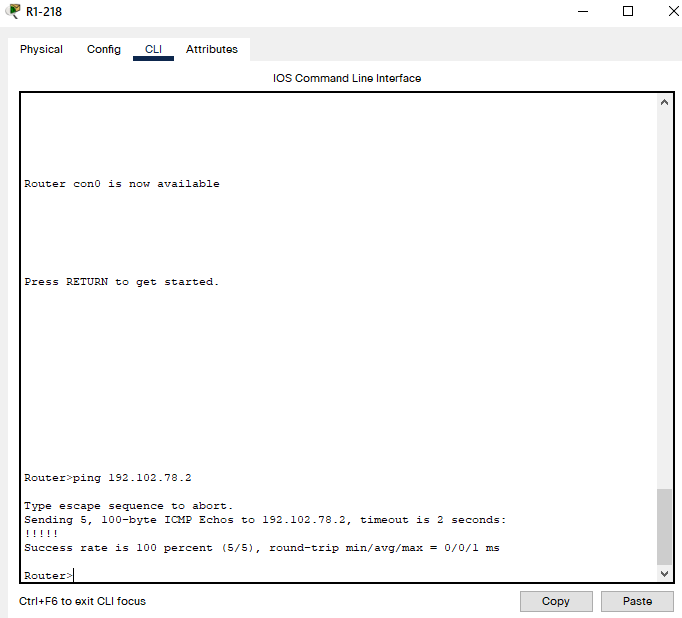 R1-218
Physical Config CLI Attributes
IOS Command Line Interface
Router con0 is now available
Press RETURN to get started.
Router>ping 192.102.78.2
Type escape sequence to abort.
Sending 5, 100-byte ICMP Echos to 192.102.78.2, timeout is 2 seconds:
!!!!!
Success rate is 100 percent (5/5), round-trip min/avg/max = 0/0/1 ms
Router>
Ctrl+F6 to exit CLI focus
Copy Paste